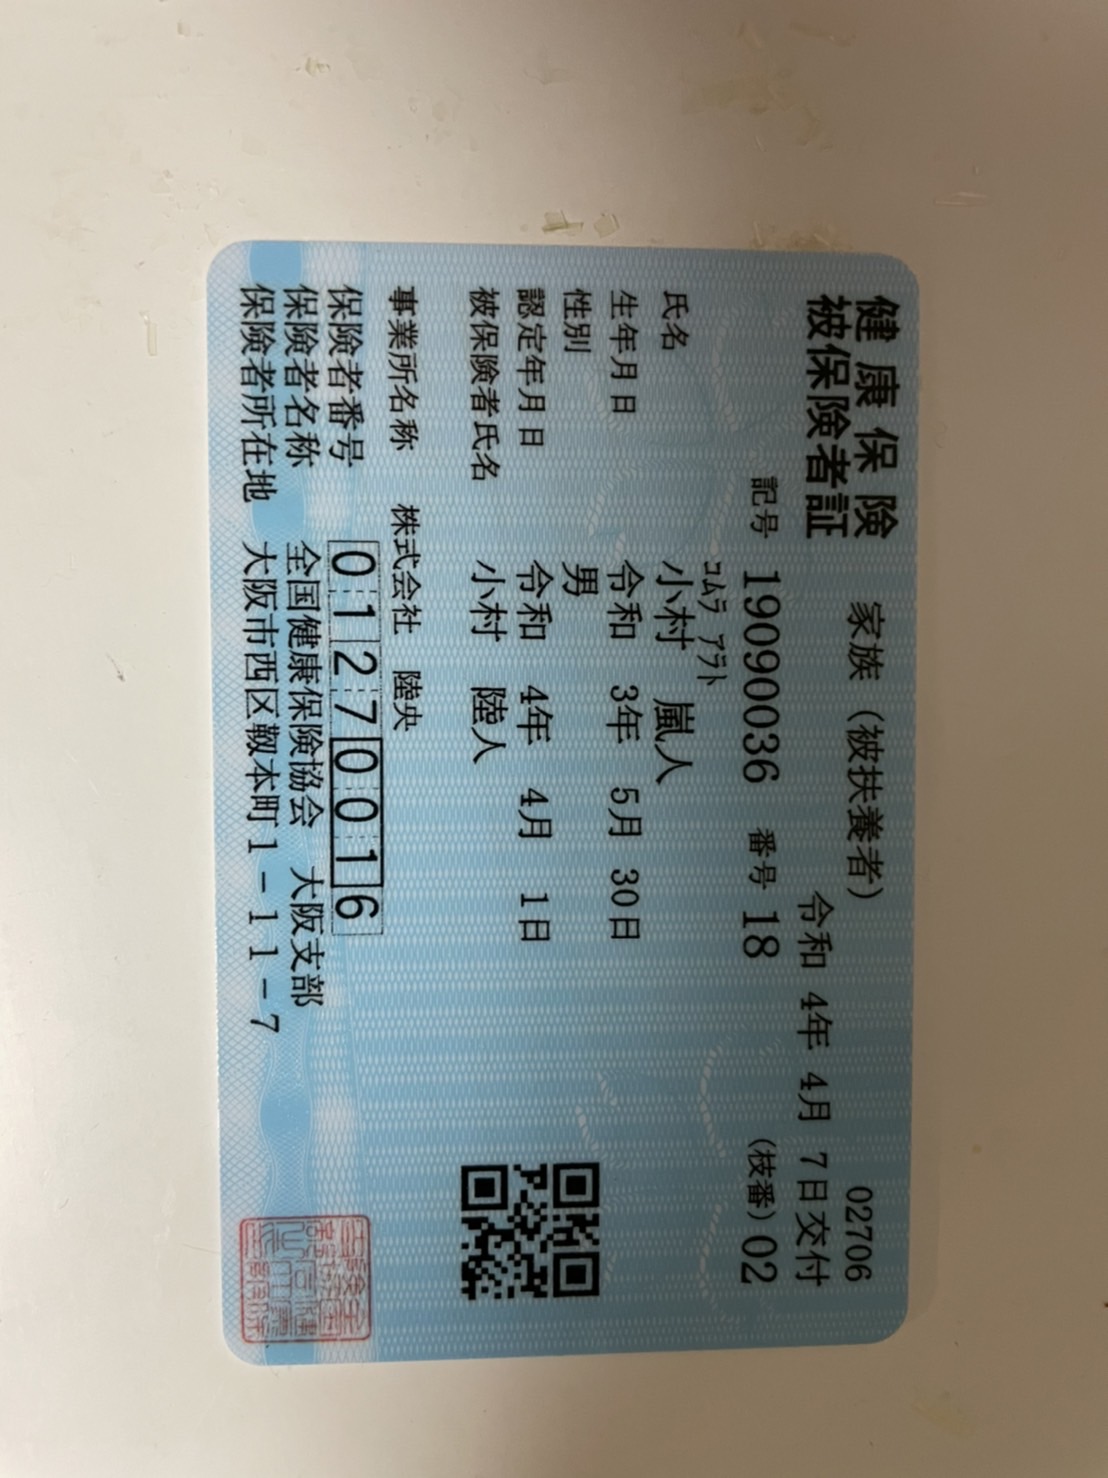 健康保険 家族（被扶養者） 02706
被保険者証 令和 4年 4月 7日交付
記号 19090036 番号 18 (枝番) 02
コムラ アラト
氏名 小村 嵐人
生年月日 令和 3年 5月 30日
性別 男
認定年月日 令和 4年 4月 1日
被保険者氏名 小村 陸人
事業所名称 株式会社 陸央
保険者番号 01270016
保険者名称 全国健康保険協会 大阪支部
保険者所在地 大阪市西区靱本町1-11-7